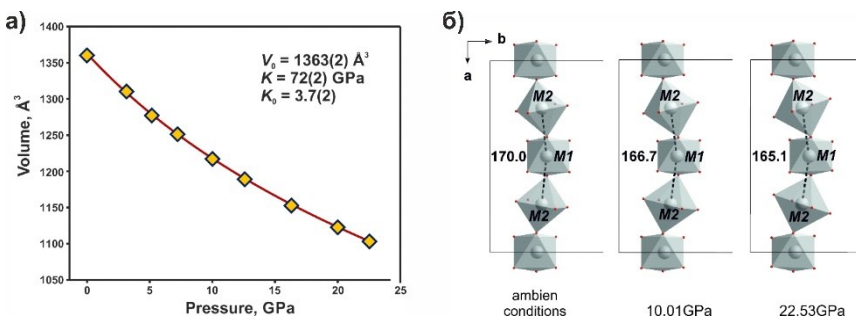 а)
1400
1350
1300
1250
1200
1150
1100
1050
0
5
10
15
20
25
Volume, Å³
Pressure, GPa
V₀ = 1363(2) Å³
K = 72(2) GPa
K₀ = 3.7(2)
б)
b
a
M2
170.0
M1
M2
ambien
conditions
M2
166.7
M1
M2
10.01GPa
M2
165.1
M1
M2
22.53GPa